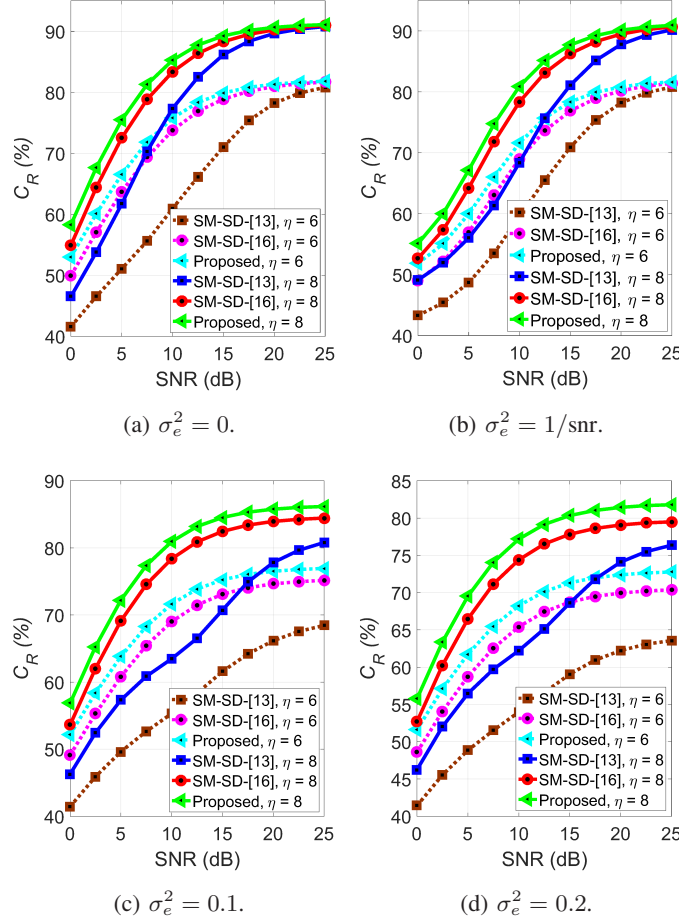 90
80
70
60
50
40
C_R (%)
SM-SD-[13], η = 6
SM-SD-[16], η = 6
Proposed, η = 6
SM-SD-[13], η = 8
SM-SD-[16], η = 8
Proposed, η = 8
0 5 10 15 20 25
SNR (dB)
(a) σ_e^2 = 0.
90
80
70
60
50
40
C_R (%)
SM-SD-[13], η = 6
SM-SD-[16], η = 6
Proposed, η = 6
SM-SD-[13], η = 8
SM-SD-[16], η = 8
Proposed, η = 8
0 5 10 15 20 25
SNR (dB)
(b) σ_e^2 = 1/snr.
90
80
70
60
50
40
C_R (%)
SM-SD-[13], η = 6
SM-SD-[16], η = 6
Proposed, η = 6
SM-SD-[13], η = 8
SM-SD-[16], η = 8
Proposed, η = 8
0 5 10 15 20 25
SNR (dB)
(c) σ_e^2 = 0.1.
85
80
75
70
65
60
55
50
45
40
C_R (%)
SM-SD-[13], η = 6
SM-SD-[16], η = 6
Proposed, η = 6
SM-SD-[13], η = 8
SM-SD-[16], η = 8
Proposed, η = 8
0 5 10 15 20 25
SNR (dB)
(d) σ_e^2 = 0.2.